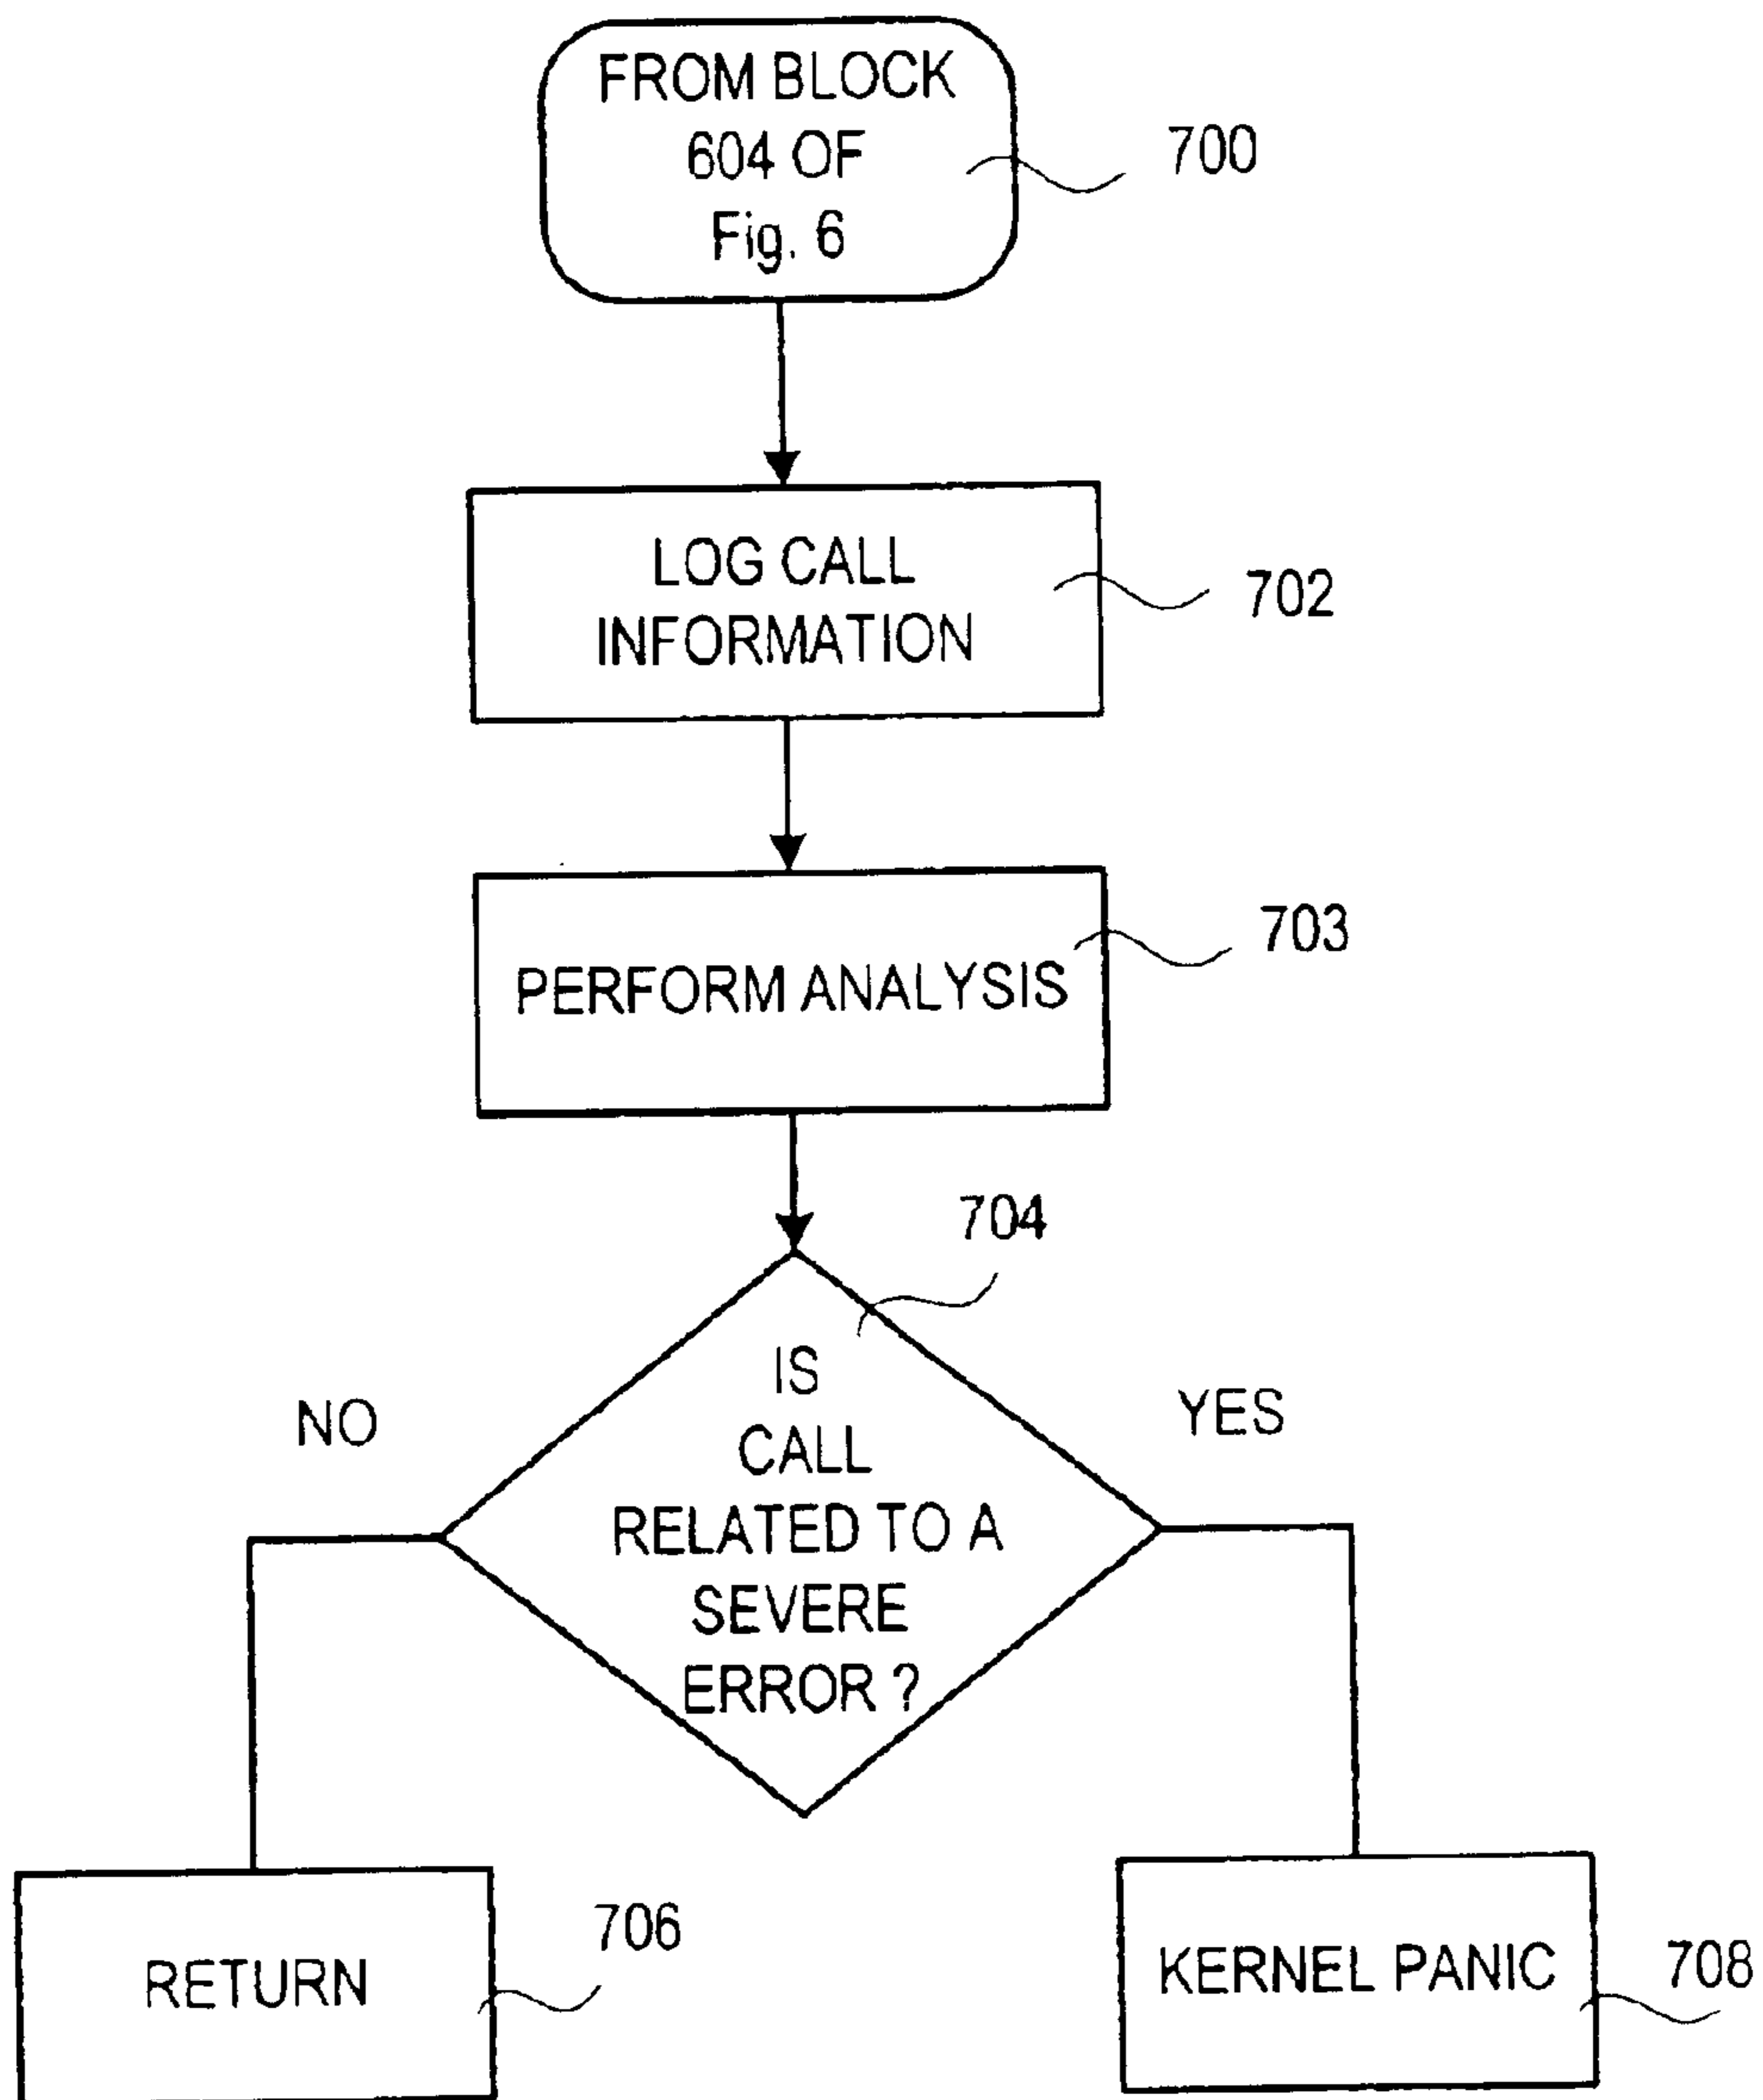 FROM BLOCK
604 OF
Fig. 6
700
LOG CALL
INFORMATION
702
703
PERFORM ANALYSIS
704
IS
CALL
RELATED TO A
SEVERE
ERROR ?
NO
YES
RETURN
706
KERNEL PANIC
708